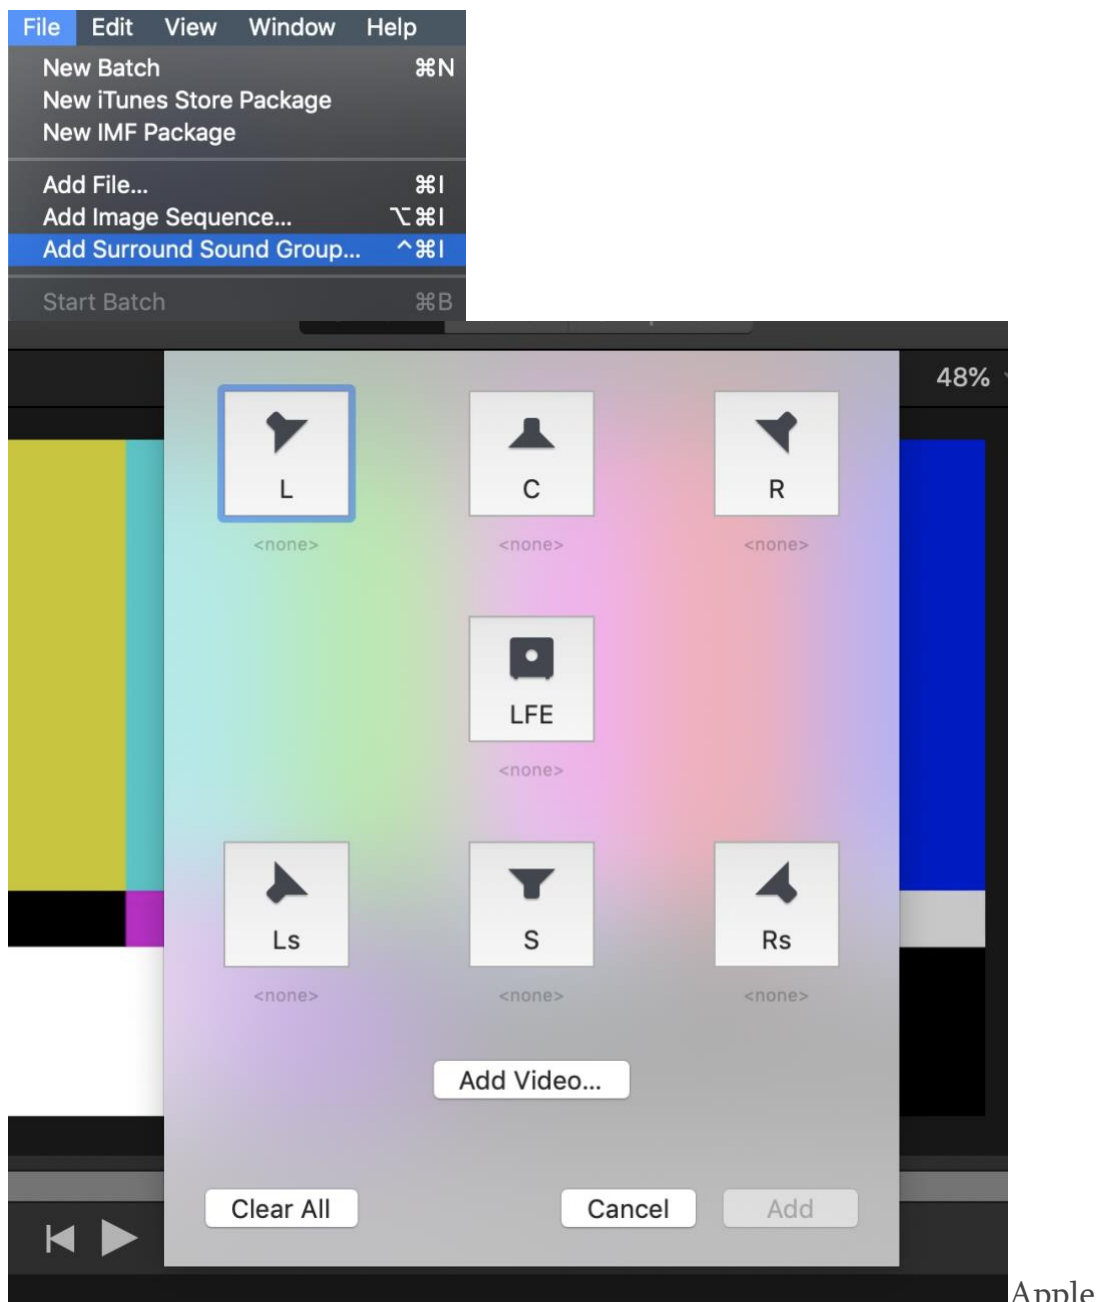 File Edit View Window Help
New Batch ⌘N
New iTunes Store Package
New IMF Package
Add File... ⌘I
Add Image Sequence... ⌥⌘I
Add Surround Sound Group... ^⌘I
Start Batch ⌘B
48%
L C R
<none> <none> <none>
LFE
<none>
Ls S Rs
<none> <none> <none>
Add Video...
Clear All Cancel Add
Apple